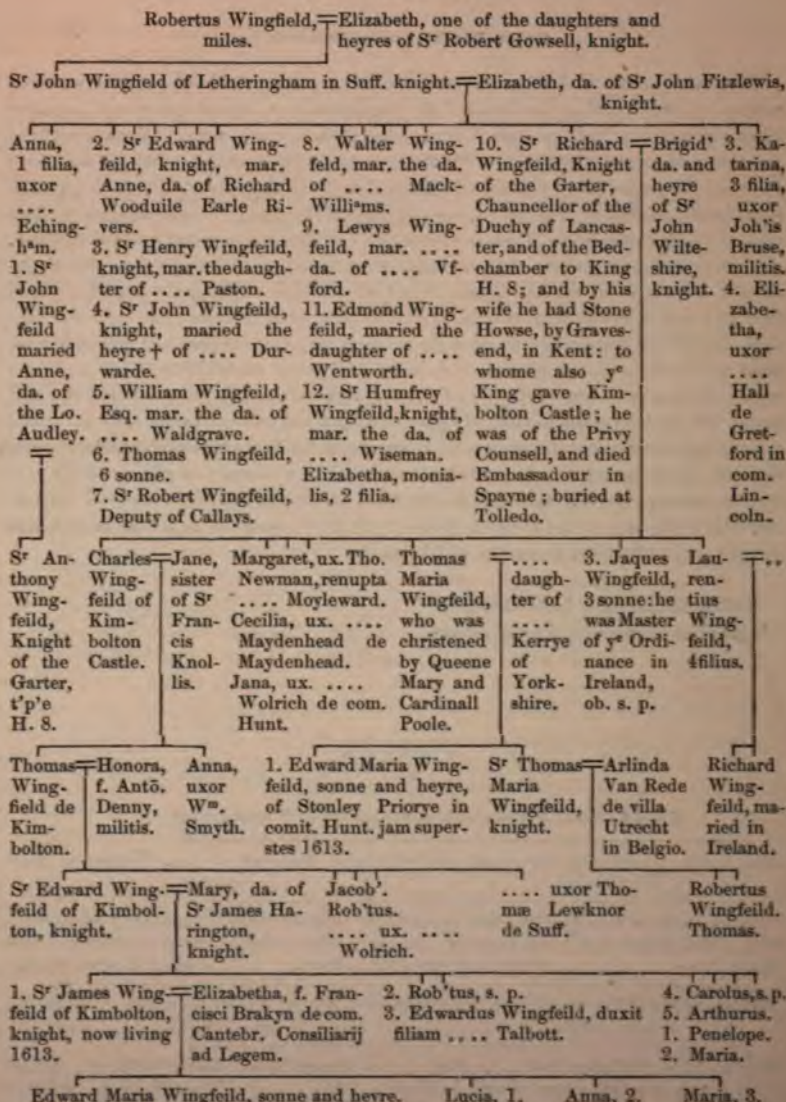 Robertus Wingfield, miles.
Elizabeth, one of the daughters and
heyres of Sʳ Robert Gowsell, knight.
Sʳ John Wingfield of Letheringham in Suff. knight.
Elizabeth, da. of Sʳ John Fitzlewis,
knight.
Anna,
1 filia,
uxor
....
Eching-
hᵃm.
1. Sʳ
John
Wing-
feild
maried
Anne,
da. of
the Lo.
Audley.
2. Sʳ Edward Wing-
feild, knight, mar.
Anne, da. of Richard
Wooduile Earle Ri-
vers.
3. Sʳ Henry Wingfeild,
knight, mar. the daugh-
ter of .... Paston.
4. Sʳ John Wingfeild,
knight, maried the
heyre † of .... Dur-
warde.
5. William Wingfeild,
Esq. mar. the da. of
.... Waldgrave.
6. Thomas Wingfeild,
6 sonne.
7. Sʳ Robert Wingfeild,
Deputy of Callays.
8. Walter Wing-
feld, mar. the da.
of .... Mack-
Williams.
9. Lewys Wing-
feild, mar. ....
da. of .... Vf-
ford.
11. Edmond Wing-
feild, maried the
daughter of ....
Wentworth.
12. Sʳ Humfrey
Wingfeild, knight,
mar. the da. of
.... Wiseman.
Elizabetha, monia-
lis, 2 filia.
10. Sʳ Richard
Wingfeild, Knight
of the Garter,
Chauncellor of the
Duchy of Lancas-
ter, and of the Bed-
chamber to King
H. 8; and by his
wife he had Stone
Howse, by Graves-
end, in Kent: to
whome also yᵉ
King gave Kim-
bolton Castle; he
was of the Privy
Counsell, and died
Embassadour in
Spayne; buried at
Tolledo.
Brigid'
da. and
heyre
of Sʳ
John
Wilte-
shire,
knight.
3. Ka-
tarina,
3 filia,
uxor
Joh'is
Bruse,
militis.
4. Eli-
zabe-
tha,
uxor
....
Hall
de
Gret-
ford in
com.
Lin-
coln.
Sʳ An-
thony
Wing-
feild,
Knight
of the
Garter,
t'p'e
H. 8.
Charles
Wing-
feild of
Kim-
bolton
Castle.
Jane,
sister
of Sʳ
Fran-
cis
Knol-
lis.
Margaret, ux. Tho.
Newman, renupta
.... Moyleward.
Cecilia, ux. ....
Maydenhead de
Maydenhead.
Jana, ux. ....
Wolrich de com.
Hunt.
Thomas
Maria
Wingfeild,
who was
christened
by Queene
Mary and
Cardinall
Poole.
....
daugh-
ter of
....
Kerrye
of
York-
shire.
3. Jaques
Wingfeild,
3 sonne: he
was Master
of yᵉ Ordi-
nance in
Ireland,
ob. s. p.
Lau-
ren-
tius
Wing-
feild,
4 filius.
..
Thomas
Wing-
field de
Kim-
bolton.
Honora,
f. Antō.
Denny,
militis.
Anna,
uxor
Wᵐ.
Smyth.
1. Edward Maria Wing-
feild, sonne and heyre,
of Stonley Priorye in
comit. Hunt. jam super-
stes 1613.
Sʳ Thomas
Maria
Wingfeild,
knight.
Arlinda
Van Rede
de villa
Utrecht
in Belgio.
Richard
Wing-
feild, ma-
ried in
Ireland.
Sʳ Edward Wing-
feild of Kimbol-
ton, knight.
Mary, da. of
Sʳ James Ha-
rington,
knight.
Jacob'.
Rob'tus.
.... ux. ....
Wolrich.
.... uxor Tho-
mæ Lewknor
de Suff.
Robertus
Wingfeild.
Thomas.
1. Sʳ James Wing-
feild of Kimbolton,
knight, now living
1613.
Elizabetha, f. Fran-
cisci Brakyn de com.
Cantebr. Consiliarij
ad Legem.
2. Rob'tus, s. p.
3. Edwardus Wingfeild, duxit
filiam .... Talbott.
4. Carolus, s. p.
5. Arthurus.
1. Penelope.
2. Maria.
Edward Maria Wingfeild, sonne and heyre.
Lucia, 1.
Anna, 2.
Maria, 3.